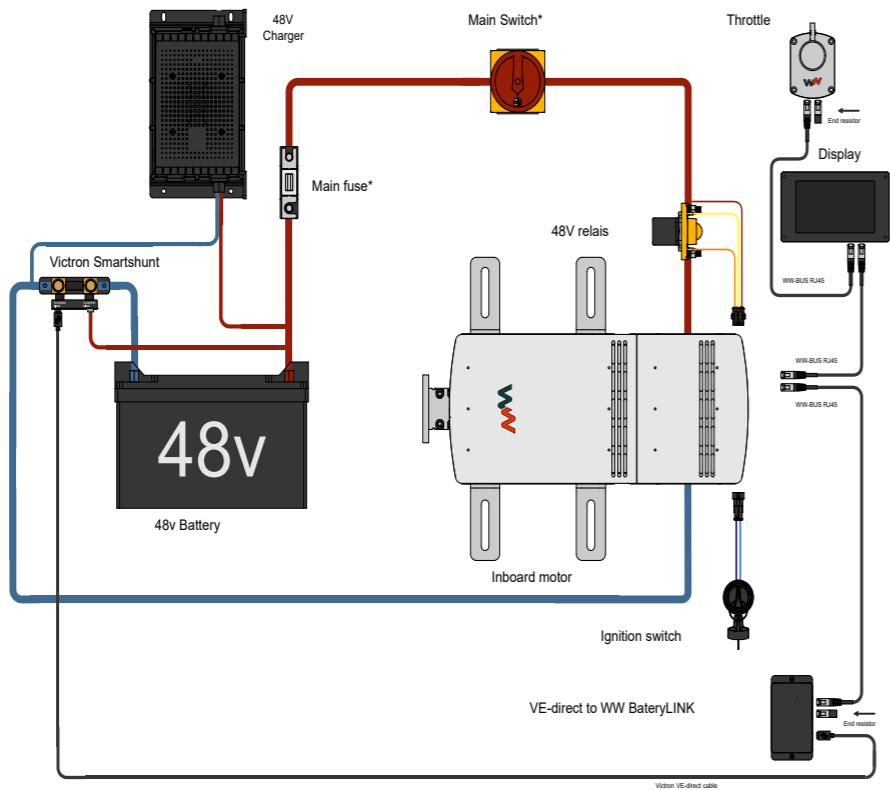 48V
Charger
Main Switch*
Throttle
End resistor
Main fuse*
Display
48V relais
Victron Smartshunt
WW-BUS RJ45
WW-BUS RJ45
WW-BUS RJ45
48v
48v Battery
Inboard motor
Ignition switch
VE-direct to WW BateryLINK
End resistor
Victron VE-direct cable